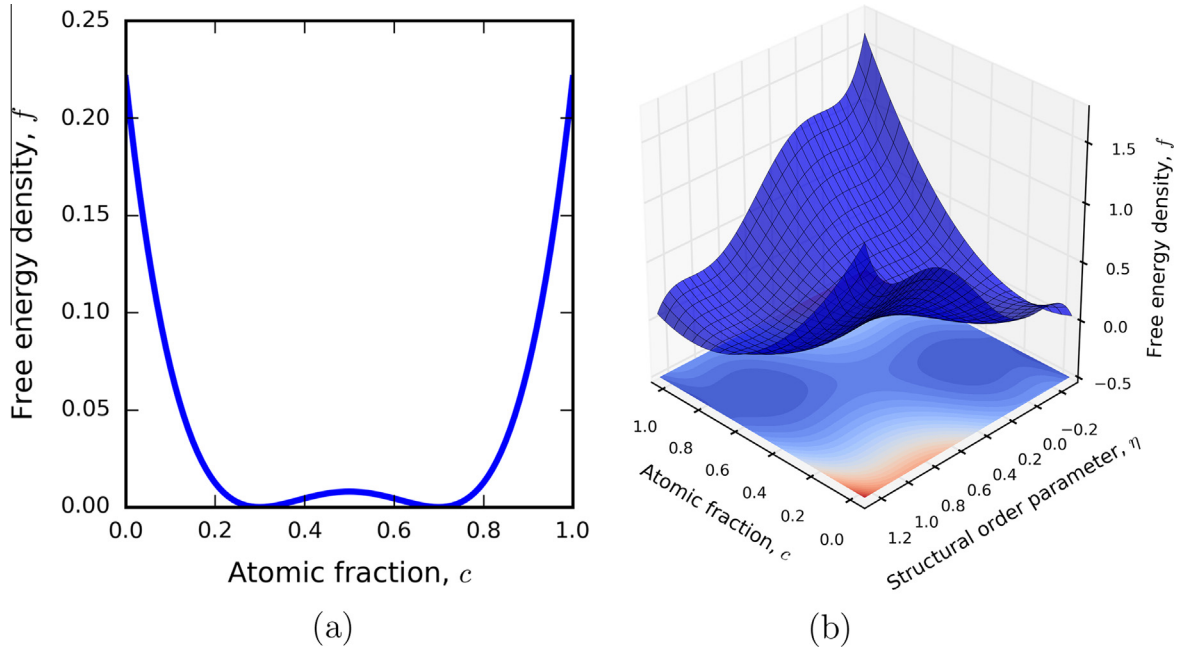 0.25
0.20
0.15
0.10
0.05
0.00
Free energy density, f
0.0 0.2 0.4 0.6 0.8 1.0
Atomic fraction, c
(a)
1.5
1.0
0.5
0.0
−0.5
Free energy density, f
1.0 0.8 0.6 0.4 0.2 0.0
Atomic fraction, c
−0.2 0.0 0.2 0.4 0.6 0.8 1.0 1.2
Structural order parameter, η
(b)